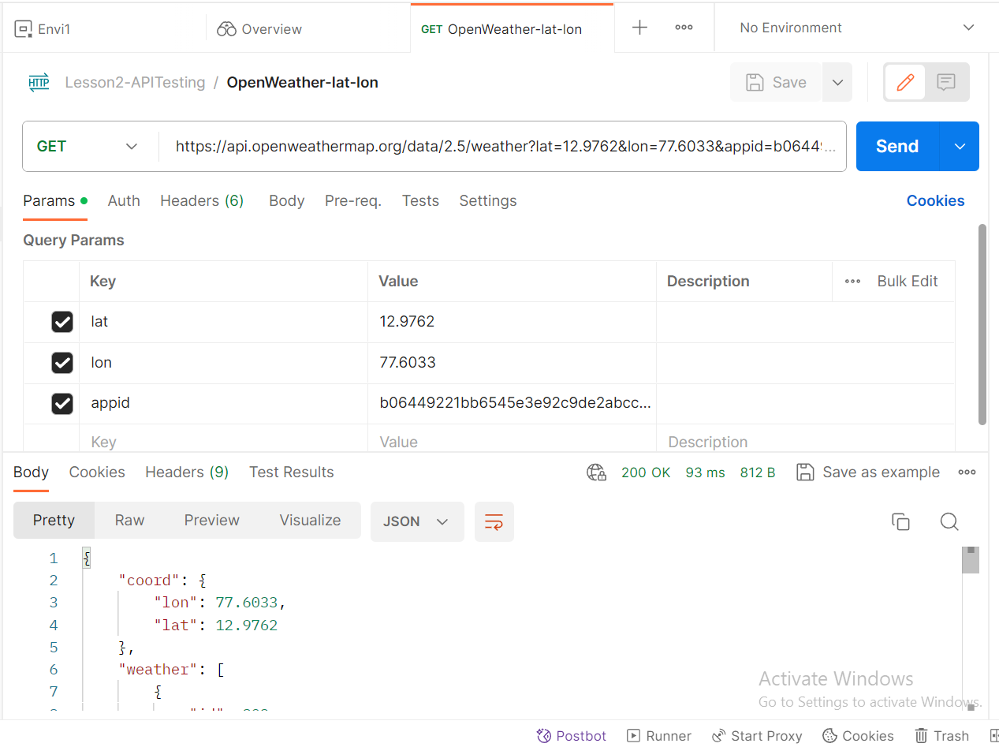 Envi1
Overview
GET OpenWeather-lat-lon
No Environment
HTTP Lesson2-APITesting / OpenWeather-lat-lon
Save
GET
https://api.openweathermap.org/data/2.5/weather?lat=12.9762&lon=77.6033&appid=b0644...
Send
Params Auth Headers (6) Body Pre-req. Tests Settings Cookies
Query Params
Key Value Description Bulk Edit
lat 12.9762
lon 77.6033
appid b06449221bb6545e3e92c9de2abcc...
Key Value Description
Body Cookies Headers (9) Test Results 200 OK 93 ms 812 B Save as example
Pretty Raw Preview Visualize JSON
1 {
2 "coord": {
3 "lon": 77.6033,
4 "lat": 12.9762
5 },
6 "weather": [
7 {
Activate Windows
Go to Settings to activate Windows.
Postbot Runner Start Proxy Cookies Trash